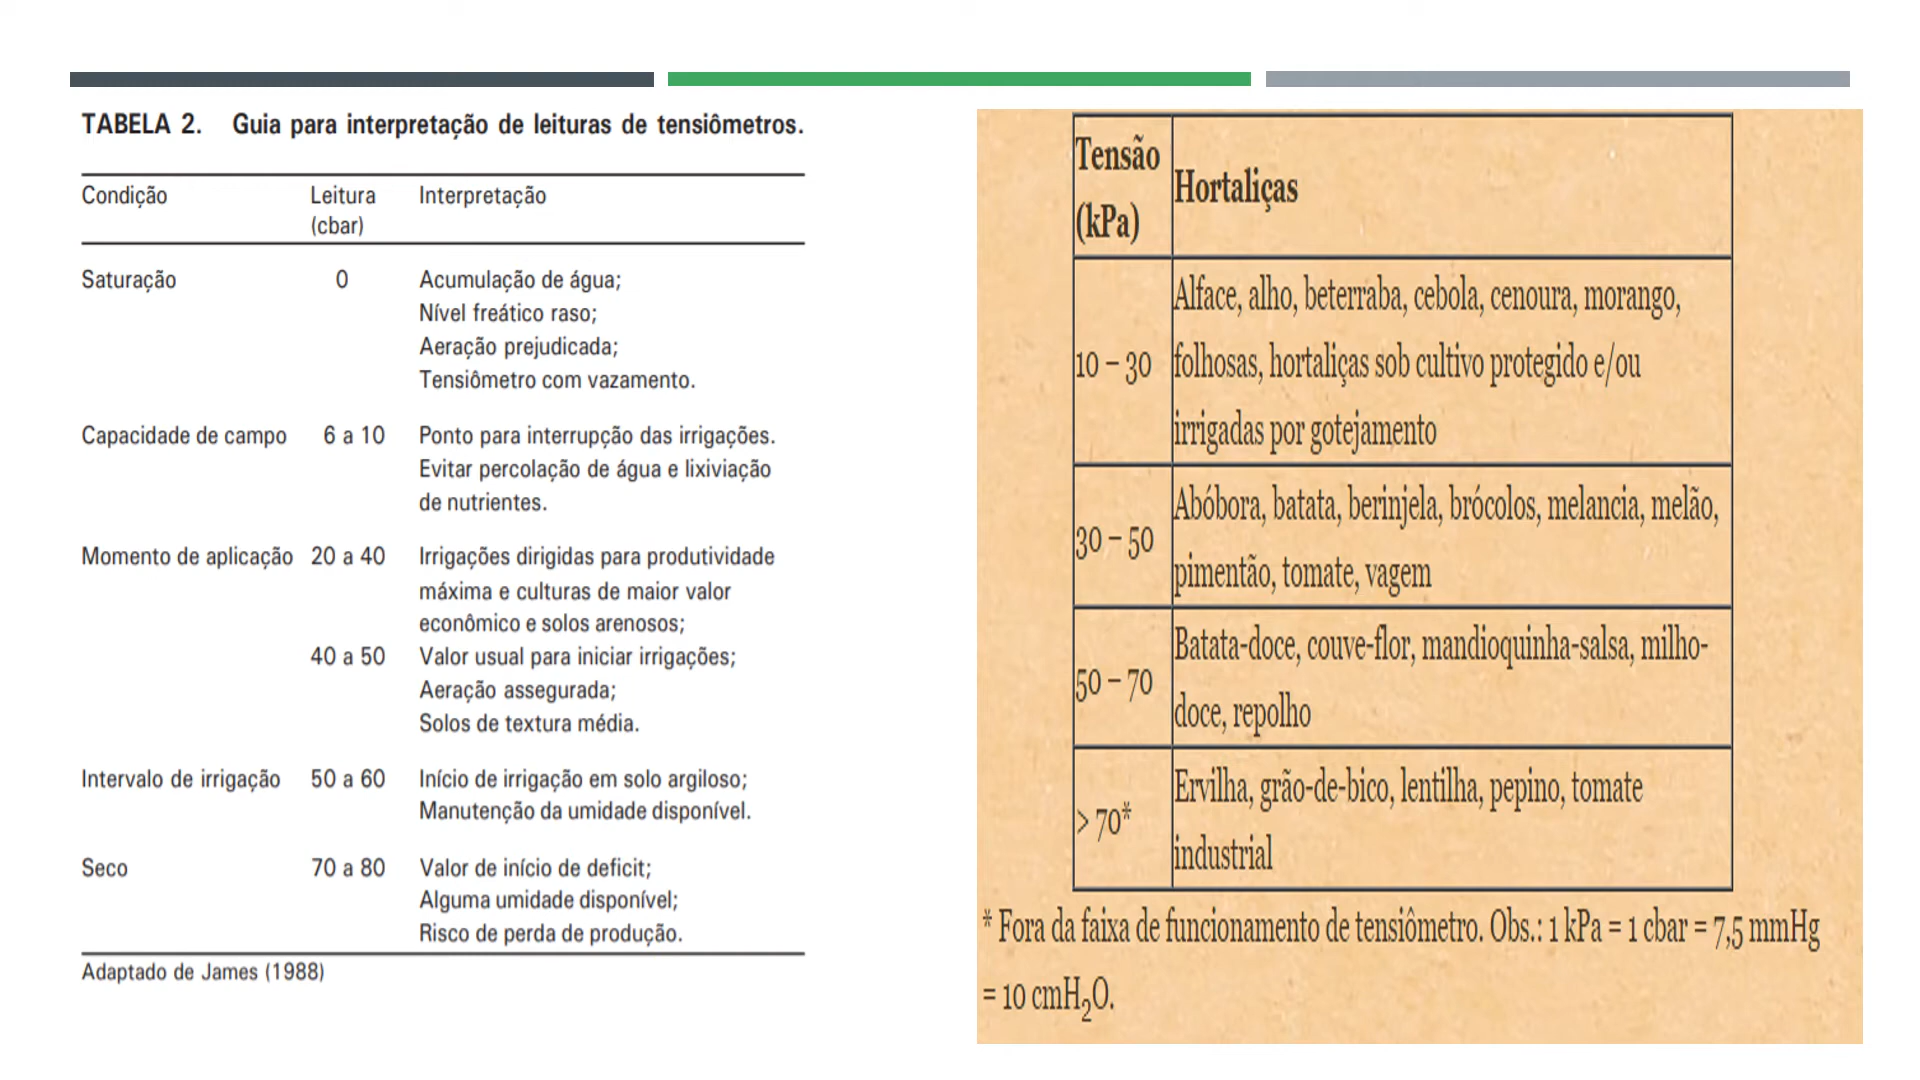 TABELA 2. Guia para interpretação de leituras de tensiômetros.
Condição Leitura Interpretação
(cbar)
Saturação 0 Acumulação de água;
Nível freático raso;
Aeração prejudicada;
Tensiômetro com vazamento.
Capacidade de campo 6 a 10 Ponto para interrupção das irrigações.
Evitar percolação de água e lixiviação
de nutrientes.
Momento de aplicação 20 a 40 Irrigações dirigidas para produtividade
máxima e culturas de maior valor
econômico e solos arenosos;
40 a 50 Valor usual para iniciar irrigações;
Aeração assegurada;
Solos de textura média.
Intervalo de irrigação 50 a 60 Início de irrigação em solo argiloso;
Manutenção da umidade disponível.
Seco 70 a 80 Valor de início de deficit;
Alguma umidade disponível;
Risco de perda de produção.
Adaptado de James (1988)
Tensão
(kPa)
Hortaliças
10 – 30
Alface, alho, beterraba, cebola, cenoura, morango,
folhosas, hortaliças sob cultivo protegido e/ou
irrigadas por gotejamento
30 – 50
Abóbora, batata, berinjela, brócolos, melancia, melão,
pimentão, tomate, vagem
50 – 70
Batata-doce, couve-flor, mandioquinha-salsa, milho-
doce, repolho
> 70*
Ervilha, grão-de-bico, lentilha, pepino, tomate
industrial
* Fora da faixa de funcionamento de tensiômetro. Obs.: 1 kPa = 1 cbar = 7,5 mmHg
= 10 cmH₂O.